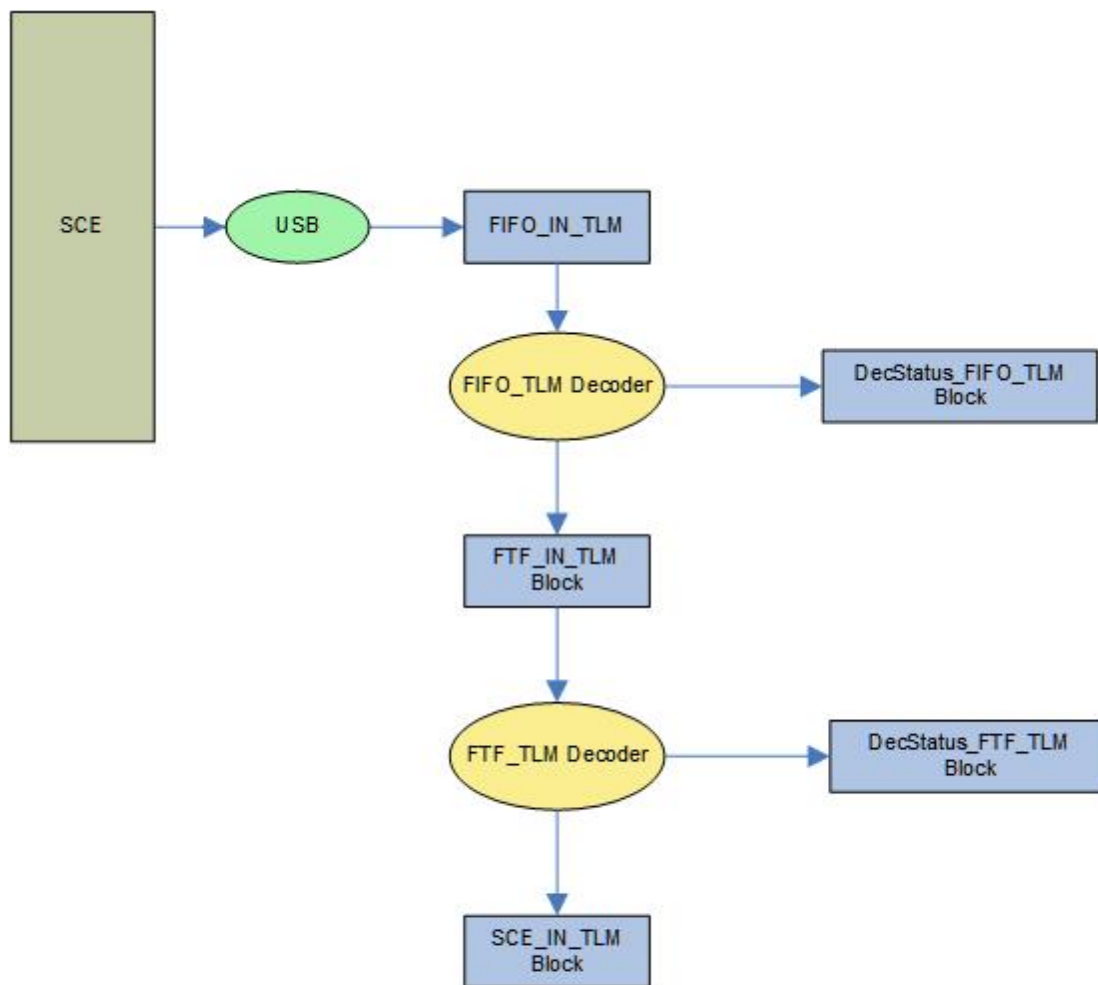 SCE
USB
FIFO_IN_TLM
FIFO_TLM Decoder
DecStatus_FIFO_TLM
Block
FTF_IN_TLM
Block
FTF_TLM Decoder
DecStatus_FTF_TLM
Block
SCE_IN_TLM
Block